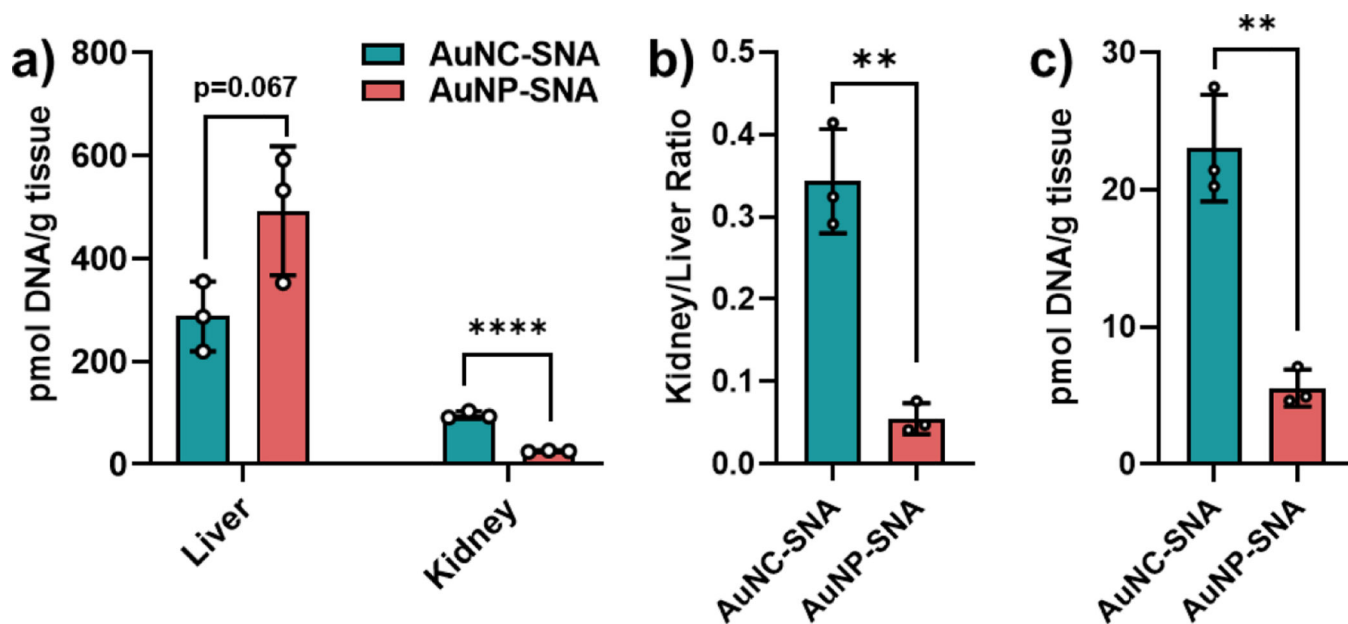 a)
pmol DNA/g tissue
800
600
400
200
0
p=0.067
****
AuNC-SNA
AuNP-SNA
Liver
Kidney
b)
Kidney/Liver Ratio
0.5
0.4
0.3
0.2
0.1
0.0
**
AuNC-SNA
AuNP-SNA
c)
pmol DNA/g tissue
30
20
10
0
**
AuNC-SNA
AuNP-SNA